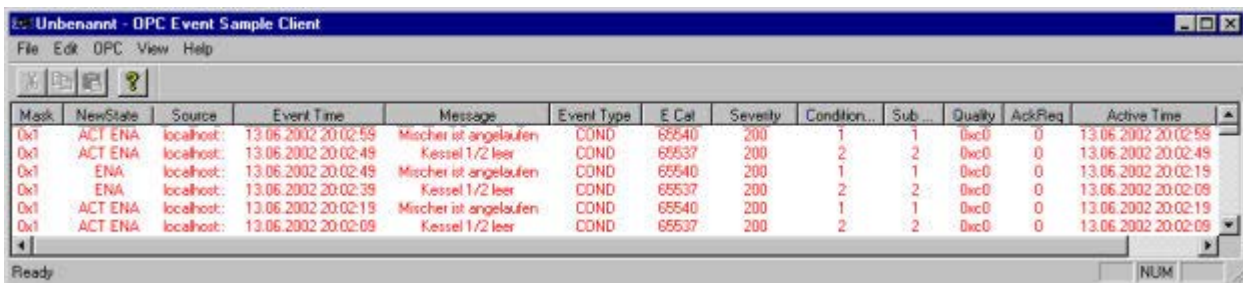 Unbenannt - OPC Event Sample Client
File Edit OPC View Help
Mask NewState Source Event Time Message Event Type E Cat Severity Condition... Sub ... Quality AckReq Active Time
0x1 ACT ENA localhost:: 13.06.2002 20:02:59 Mischer ist angelaufen COND 65540 200 1 1 0xc0 0 13.06.2002 20:02:59
0x1 ACT ENA localhost:: 13.06.2002 20:02:49 Kessel 1/2 leer COND 65537 200 2 2 0xc0 0 13.06.2002 20:02:49
0x1 ENA localhost:: 13.06.2002 20:02:49 Mischer ist angelaufen COND 65540 200 1 1 0xc0 0 13.06.2002 20:02:19
0x1 ENA localhost:: 13.06.2002 20:02:39 Kessel 1/2 leer COND 65537 200 2 2 0xc0 0 13.06.2002 20:02:09
0x1 ACT ENA localhost:: 13.06.2002 20:02:19 Mischer ist angelaufen COND 65540 200 1 1 0xc0 0 13.06.2002 20:02:19
0x1 ACT ENA localhost:: 13.06.2002 20:02:09 Kessel 1/2 leer COND 65537 200 2 2 0xc0 0 13.06.2002 20:02:09
Ready NUM